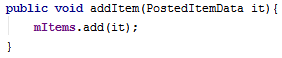 public void addItem(PostedItemData it){
    mItems.add(it);
}